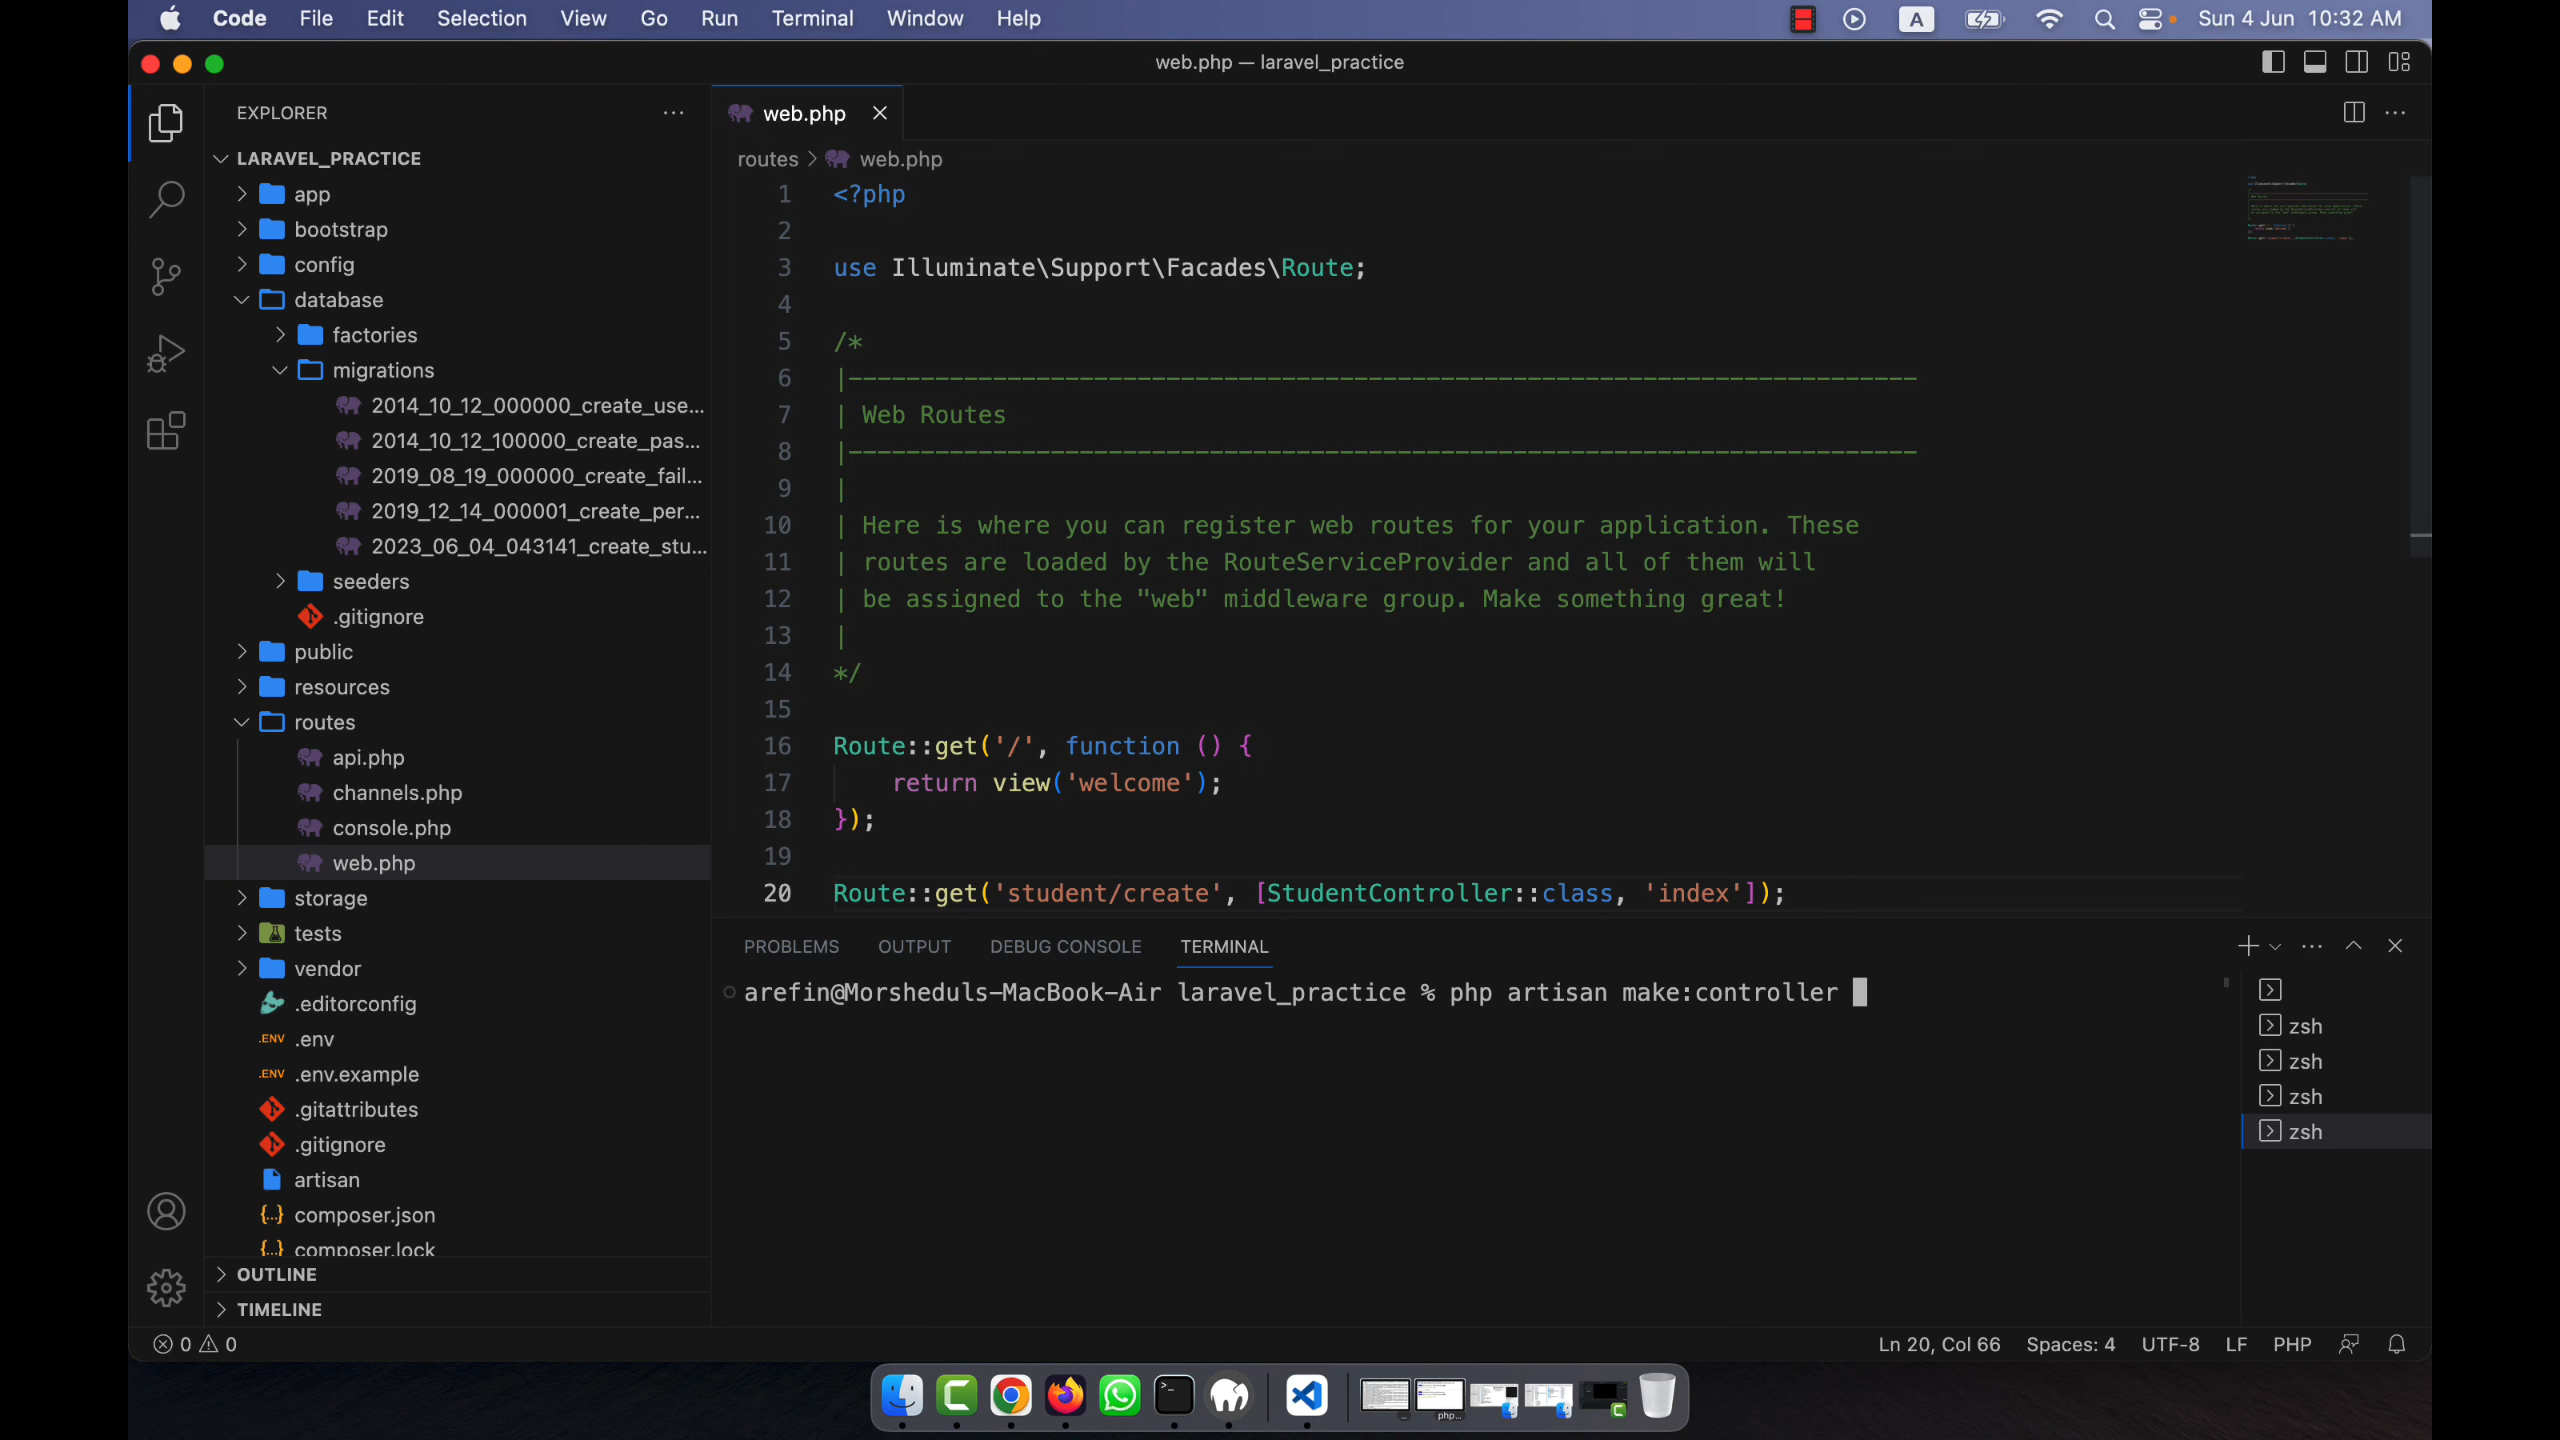 Code File Edit Selection View Go Run Terminal Window Help A Sun 4 Jun 10:32 AM
web.php — laravel_practice
EXPLORER
LARAVEL_PRACTICE
app
bootstrap
config
database
factories
migrations
2014_10_12_000000_create_use...
2014_10_12_100000_create_pas...
2019_08_19_000000_create_fail...
2019_12_14_000001_create_per...
2023_06_04_043141_create_stu...
seeders
.gitignore
public
resources
routes
api.php
channels.php
console.php
web.php
storage
tests
vendor
.editorconfig
.ENV .env
.ENV .env.example
.gitattributes
.gitignore
artisan
{..} composer.json
{..} composer.lock
OUTLINE
TIMELINE
web.php
routes > web.php
1 <?php
2
3 use Illuminate\Support\Facades\Route;
4
5 /*
6 |--------------------------------------------------------------------------
7 | Web Routes
8 |--------------------------------------------------------------------------
9 |
10 | Here is where you can register web routes for your application. These
11 | routes are loaded by the RouteServiceProvider and all of them will
12 | be assigned to the "web" middleware group. Make something great!
13 |
14 */
15
16 Route::get('/', function () {
17 return view('welcome');
18 });
19
20 Route::get('student/create', [StudentController::class, 'index']);
PROBLEMS OUTPUT DEBUG CONSOLE TERMINAL
arefin@Morsheduls-MacBook-Air laravel_practice % php artisan make:controller
zsh
zsh
zsh
zsh
0 0
Ln 20, Col 66 Spaces: 4 UTF-8 LF PHP
php...